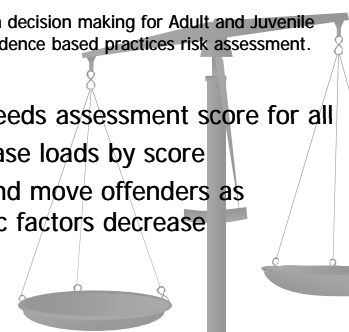 decision making for Adult and Juvenile
dence based practices risk assessment.
eeds assessment score for all
ase loads by score
nd move offenders as
c factors decrease